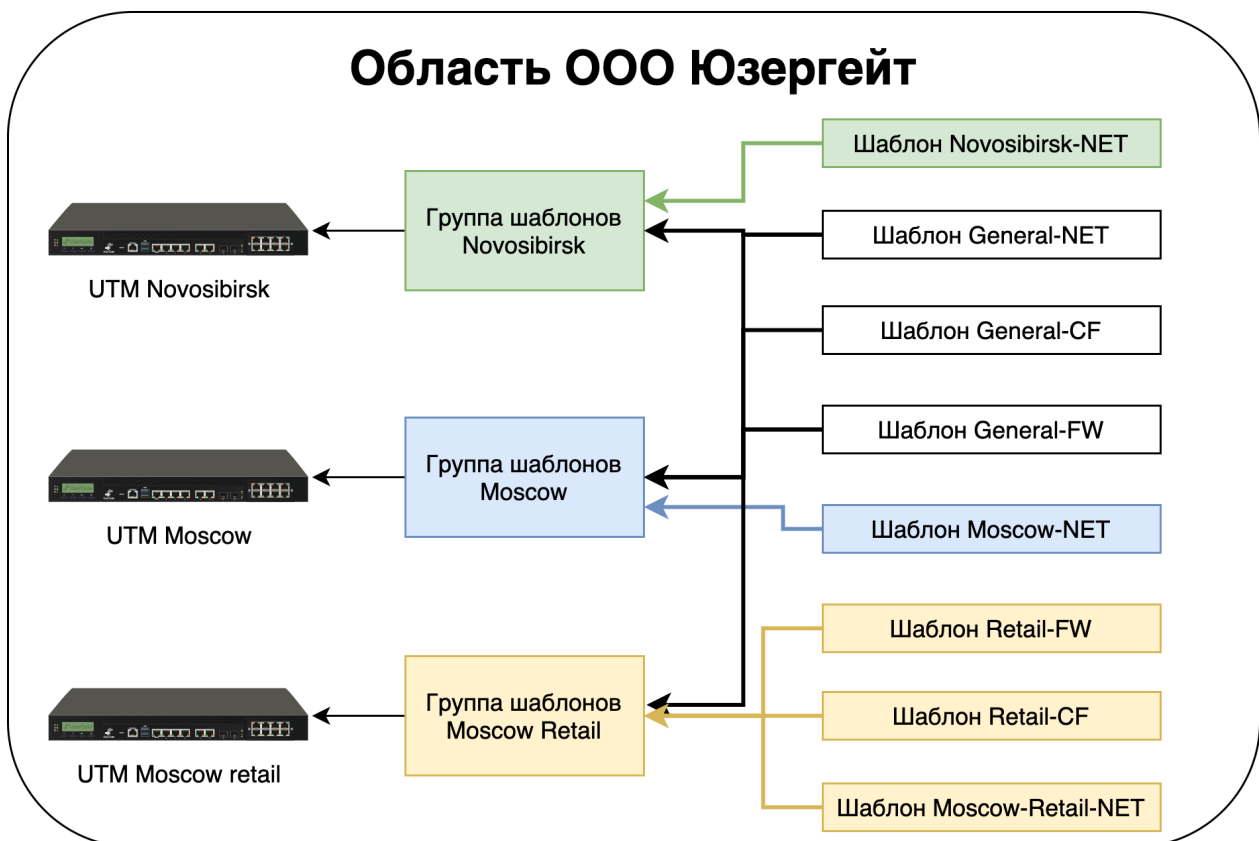 Область ООО Юзергейт
Шаблон Novosibirsk-NET
Группа шаблонов
Novosibirsk
Шаблон General-NET
UTM Novosibirsk
Шаблон General-CF
Шаблон General-FW
Группа шаблонов
Moscow
UTM Moscow
Шаблон Moscow-NET
Шаблон Retail-FW
Группа шаблонов
Moscow Retail
Шаблон Retail-CF
UTM Moscow retail
Шаблон Moscow-Retail-NET